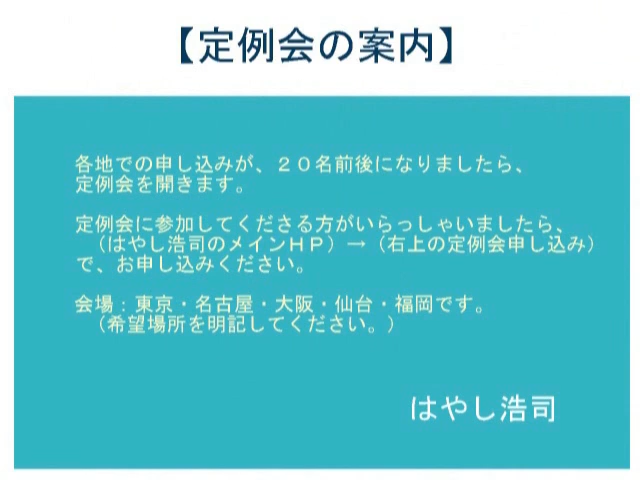 【定例会の案内】
各地での申し込みが、２０名前後になりましたら、
定例会を開きます。
定例会に参加してくださる方がいらっしゃいましたら、
（はやし浩司のメインＨＰ）→（右上の定例会申し込み）
で、お申し込みください。
会場：東京・名古屋・大阪・仙台・福岡です。
（希望場所を明記してください。）
はやし浩司